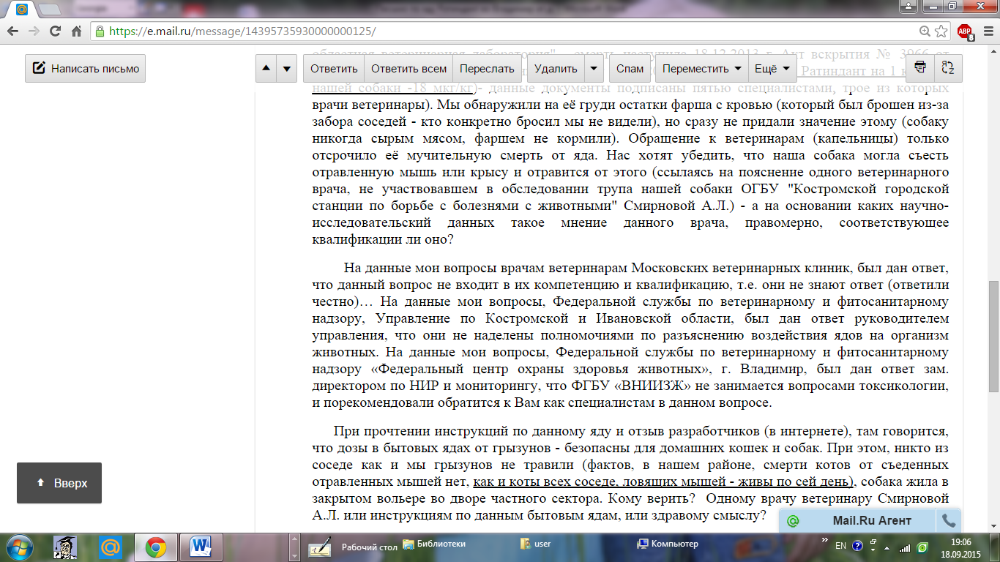 https://e.mail.ru/message/14395735930000000125/
ABP
8
Написать письмо
Ответить
Ответить всем
Переслать
Удалить
Спам
Переместить
Ещё
областная ветеринарная лаборатория" - смерть наступила 18.12.2013 г. Акт вскрытия № 3966 от
Ратиндант на 1 к
нашей собаки -18 мкг/кг)- данные документы подписаны пятью специалистами, трое из которых
врачи ветеринары). Мы обнаружили на её груди остатки фарша с кровью (который был брошен из-за
забора соседей - кто конкретно бросил мы не видели), но сразу не придали значение этому (собаку
никогда сырым мясом, фаршем не кормили). Обращение к ветеринарам (капельницы) только
отсрочило её мучительную смерть от яда. Нас хотят убедить, что наша собака могла съесть
отравленную мышь или крысу и отравится от этого (ссылаясь на пояснение одного ветеринарного
врача, не участвовавшем в обследовании трупа нашей собаки ОГБУ "Костромской городской
станции по борьбе с болезнями с животными" Смирновой А.Л.) - а на основании каких научно-
исследовательский данных такое мнение данного врача, правомерно, соответствующее
квалификации ли оно?
На данные мои вопросы врачам ветеринарам Московских ветеринарных клиник, был дан ответ,
что данный вопрос не входит в их компетенцию и квалификацию, т.е. они не знают ответ (ответили
честно)… На данные мои вопросы, Федеральной службы по ветеринарному и фитосанитарному
надзору, Управление по Костромской и Ивановской области, был дан ответ руководителем
управления, что они не наделены полномочиями по разъяснению воздействия ядов на организм
животных. На данные мои вопросы, Федеральной службы по ветеринарному и фитосанитарному
надзору «Федеральный центр охраны здоровья животных», г. Владимир, был дан ответ зам.
директором по НИР и мониторингу, что ФГБУ «ВНИИЗЖ» не занимается вопросами токсикологии,
и порекомендовали обратится к Вам как специалистам в данном вопросе.
При прочтении инструкций по данному яду и отзыв разработчиков (в интернете), там говорится,
что дозы в бытовых ядах от грызунов - безопасны для домашних кошек и собак. При этом, никто из
соседе как и мы грызунов не травили (фактов, в нашем районе, смерти котов от съеденных
отравленных мышей нет, как и коты всех соседе, ловящих мышей - живы по сей день), собака жила в
закрытом вольере во дворе частного сектора. Кому верить? Одному врачу ветеринару Смирновой
А.Л. или инструкциям по данным бытовым ядам, или здравому смыслу?
Вверх
Mail.Ru Агент
Рабочий стол
Библиотеки
user
Компьютер
EN
19:06
18.09.2015